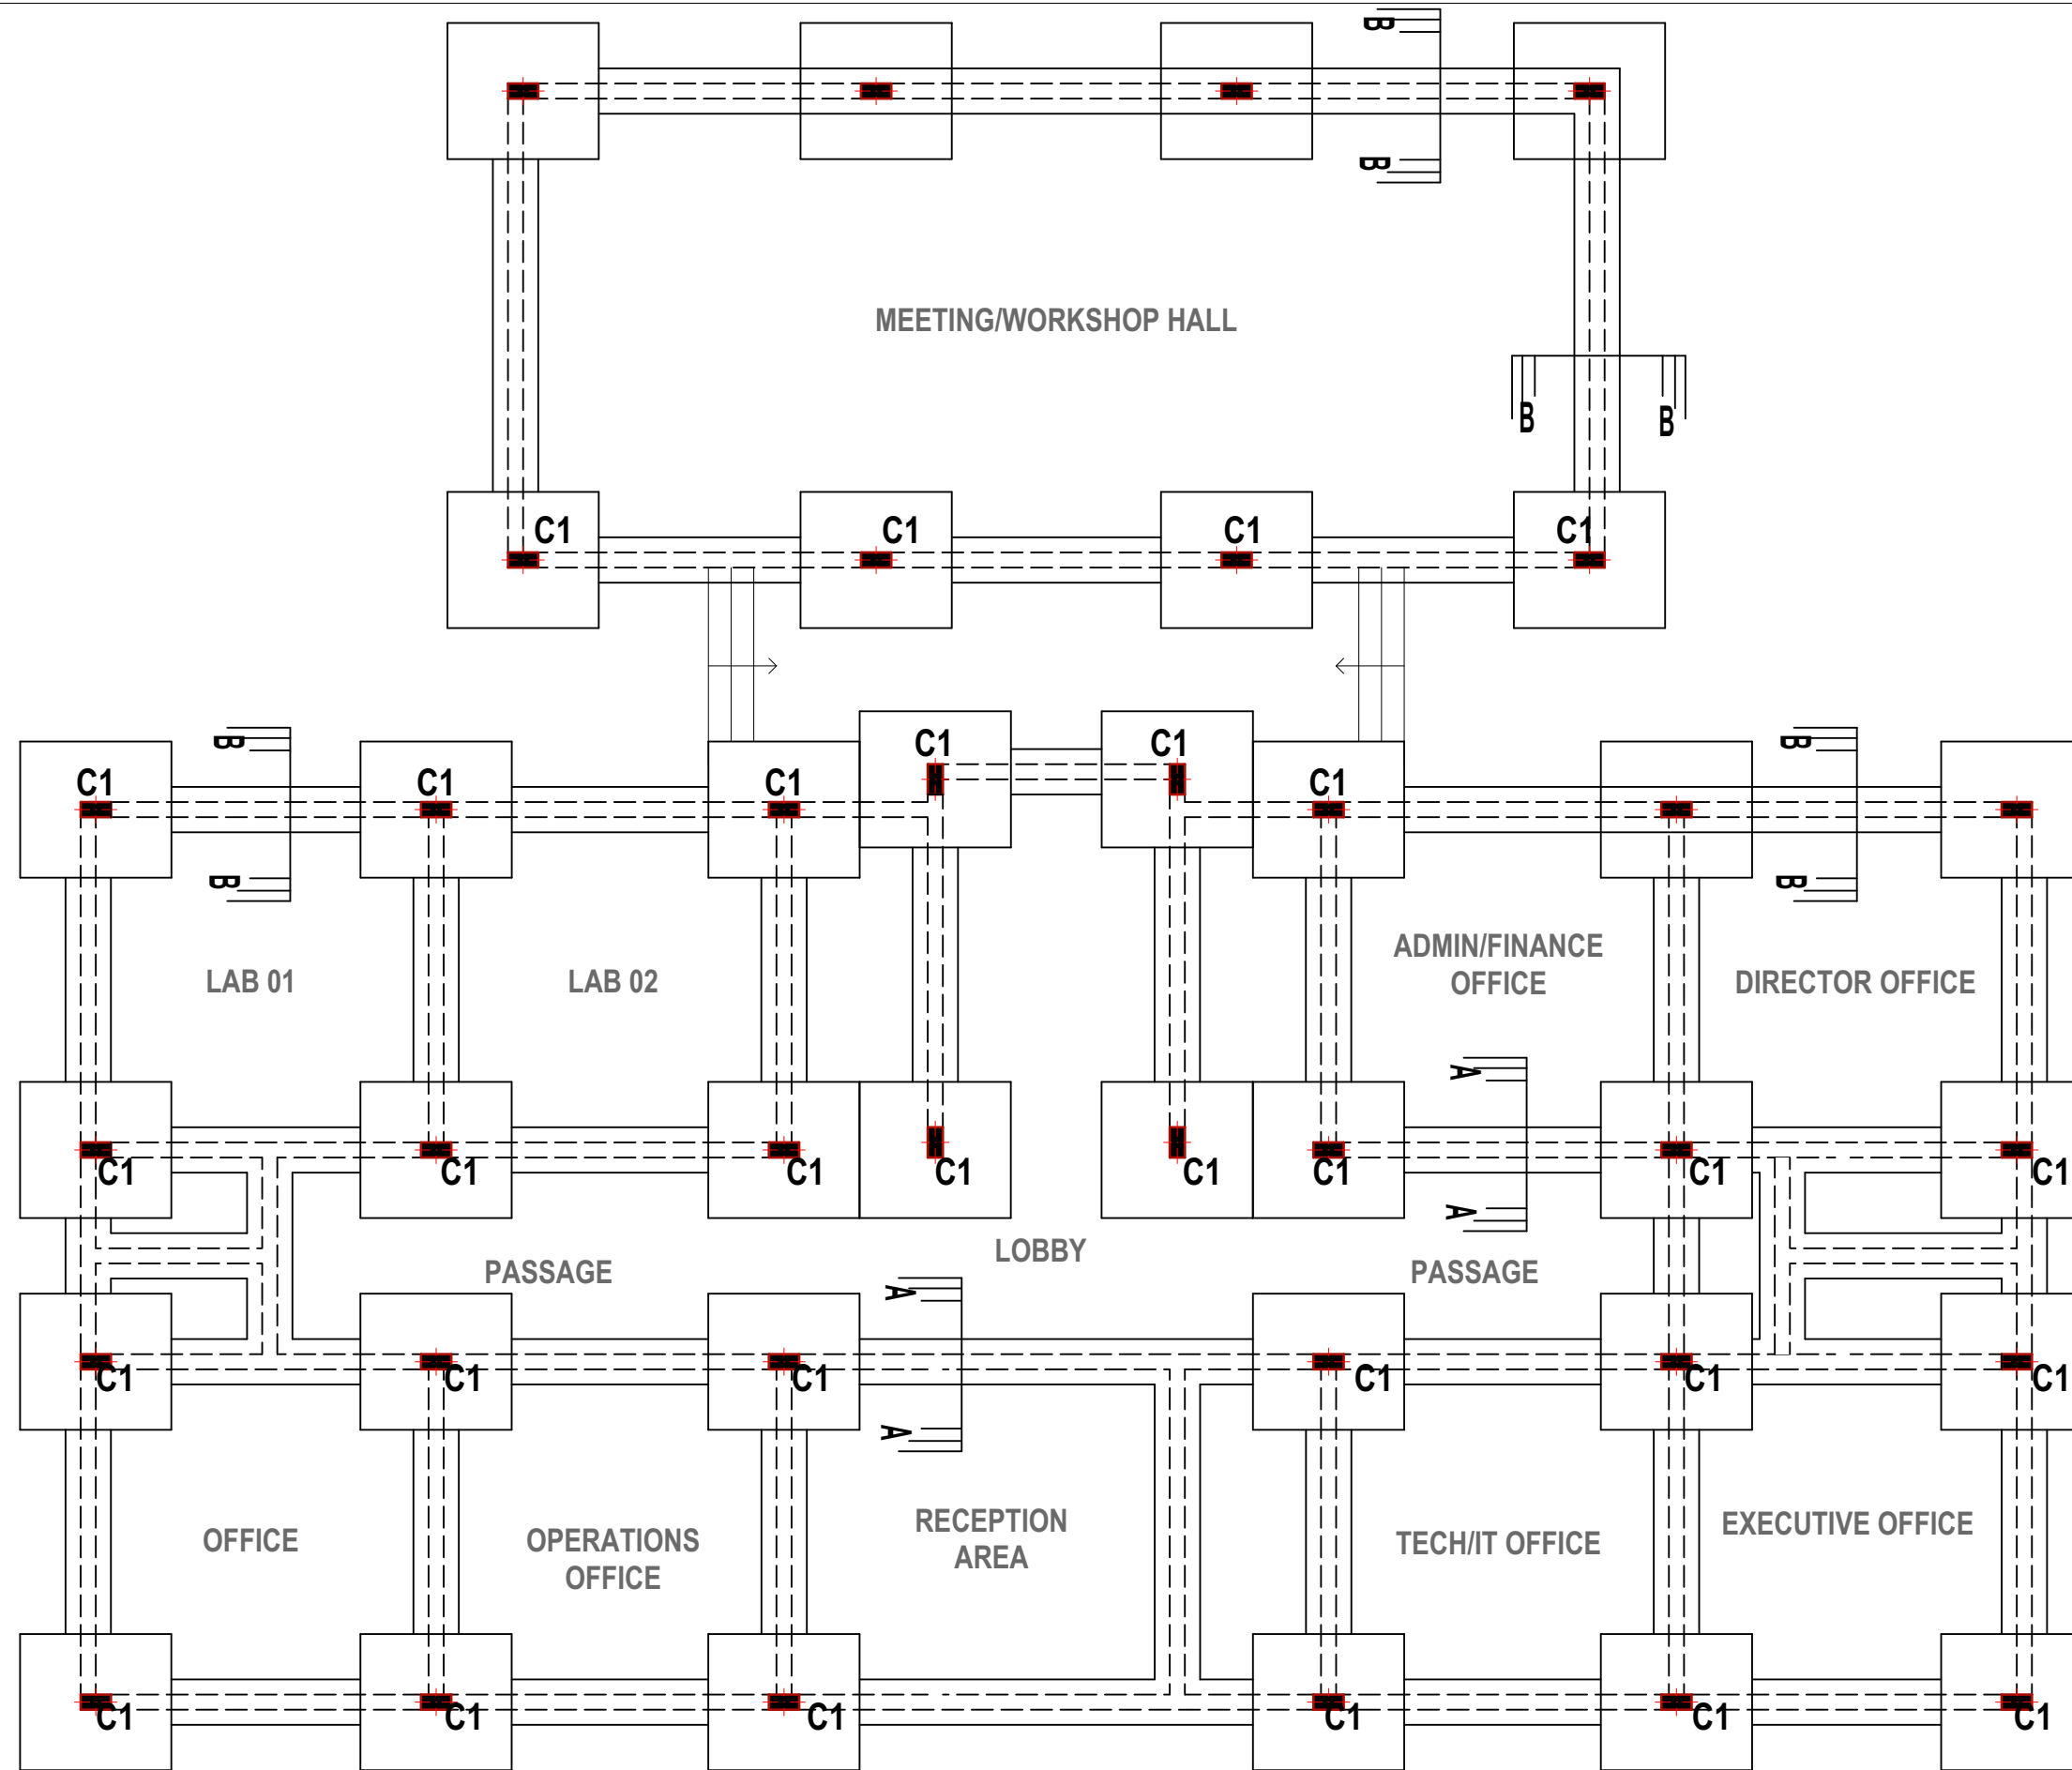 B
B
MEETING/WORKSHOP HALL
B
B
C1
C1
C1
C1
C1
C1
B
B
C1
C1
C1
C1
B
B
ADMIN/FINANCE
OFFICE
LAB 01
LAB 02
DIRECTOR OFFICE
A
C1
C1
C1
C1
C1
C1
C1
C1
A
LOBBY
PASSAGE
PASSAGE
A
C1
C1
C1
C1
C1
C1
A
RECEPTION
AREA
OFFICE
OPERATIONS
OFFICE
TECH/IT OFFICE
EXECUTIVE OFFICE
C1
C1
C1
C1
C1
C1